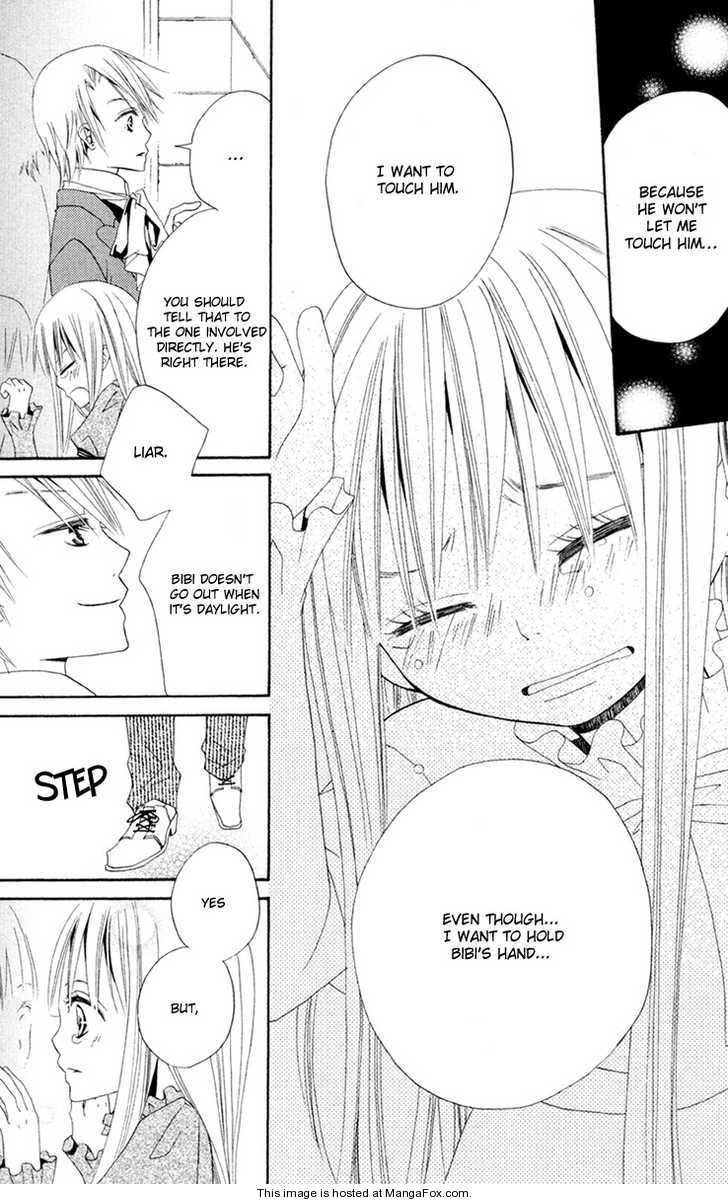 BECAUSE
HE WON'T
LET ME
TOUCH HIM...
I WANT TO
TOUCH HIM.
EVEN THOUGH...
I WANT TO HOLD
BIBI'S HAND...
...
YOU SHOULD
TELL THAT TO
THE ONE INVOLVED
DIRECTLY. HE'S
RIGHT THERE.
LIAR.
BIBI DOESN'T
GO OUT WHEN
IT'S DAYLIGHT.
STEP
YES
BUT,
This image is hosted at MangaFox.com.